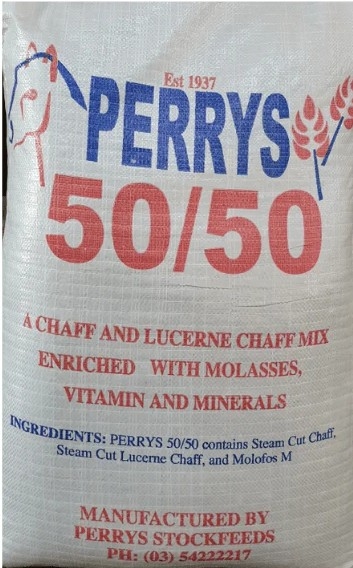 Est 1937
PERRYS
50/50
A CHAFF AND LUCERNE CHAFF MIX
ENRICHED WITH MOLASSES,
VITAMIN AND MINERALS
INGREDIENTS: PERRYS 50/50 contains Steam Cut Chaff,
Steam Cut Lucerne Chaff, and Molofos M
MANUFACTURED BY
PERRYS STOCKFEEDS
PH: (03) 54222217